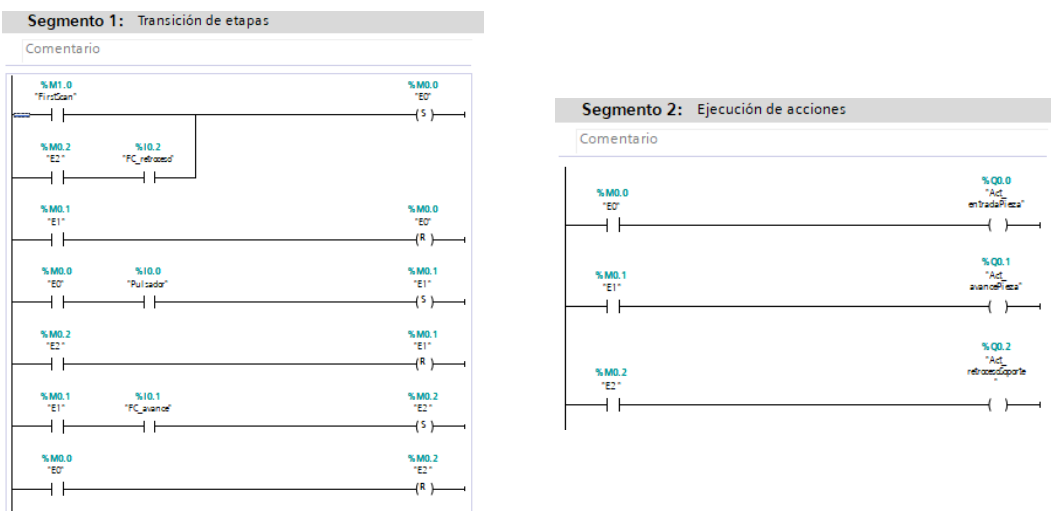 Segmento 1: Transición de etapas
Comentario
%M1.0
"FirstScan"
%M0.0
"E0"
S
%M0.2
"E2"
%I0.2
"FC_retroceso"
%M0.1
"E1"
%M0.0
"E0"
R
%M0.0
"E0"
%I0.0
"Pulsador"
%M0.1
"E1"
S
%M0.2
"E2"
%M0.1
"E1"
R
%M0.1
"E1"
%I0.1
"FC_avance"
%M0.2
"E2"
S
%M0.0
"E0"
%M0.2
"E2"
R
Segmento 2: Ejecución de acciones
Comentario
%M0.0
"E0"
%Q0.0
"Act_
entradaPieza"
%M0.1
"E1"
%Q0.1
"Act_
avancePieza"
%M0.2
"E2"
%Q0.2
"Act_
retrocesoSoporte
"